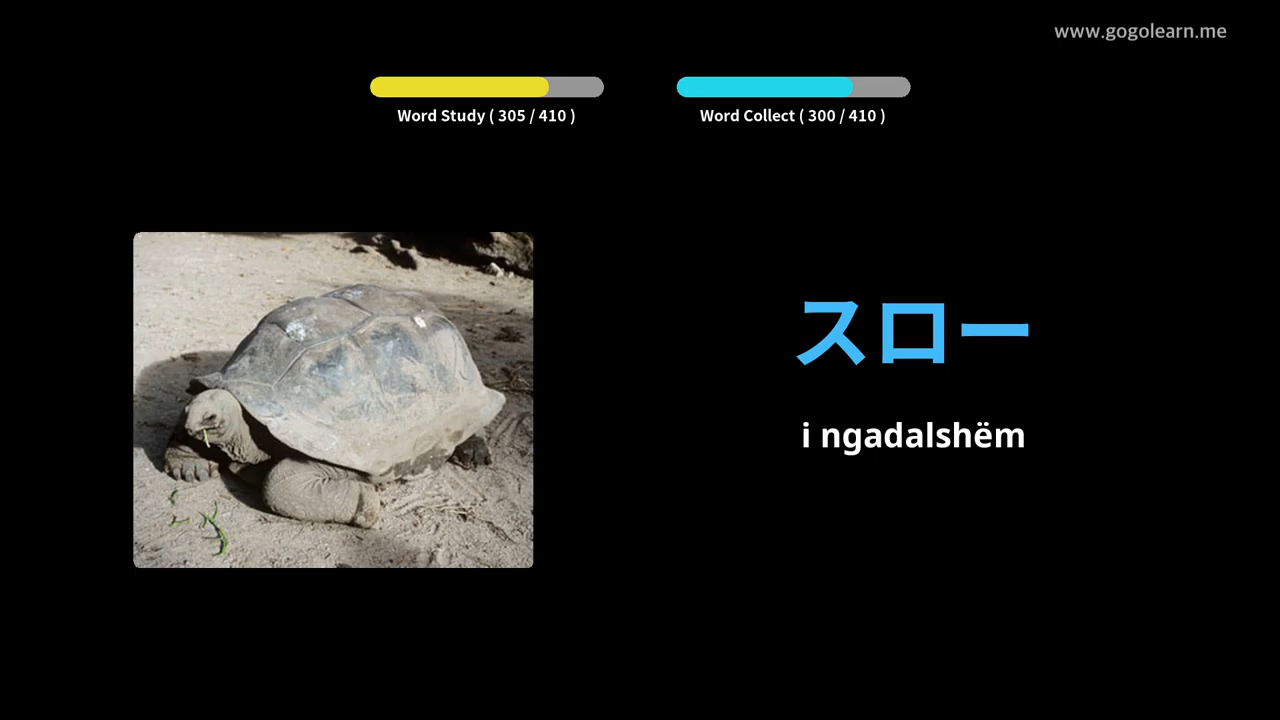 www.gogolearn.me
Word Study ( 305 / 410 )
Word Collect ( 300 / 410 )
スロー
i ngadalshëm